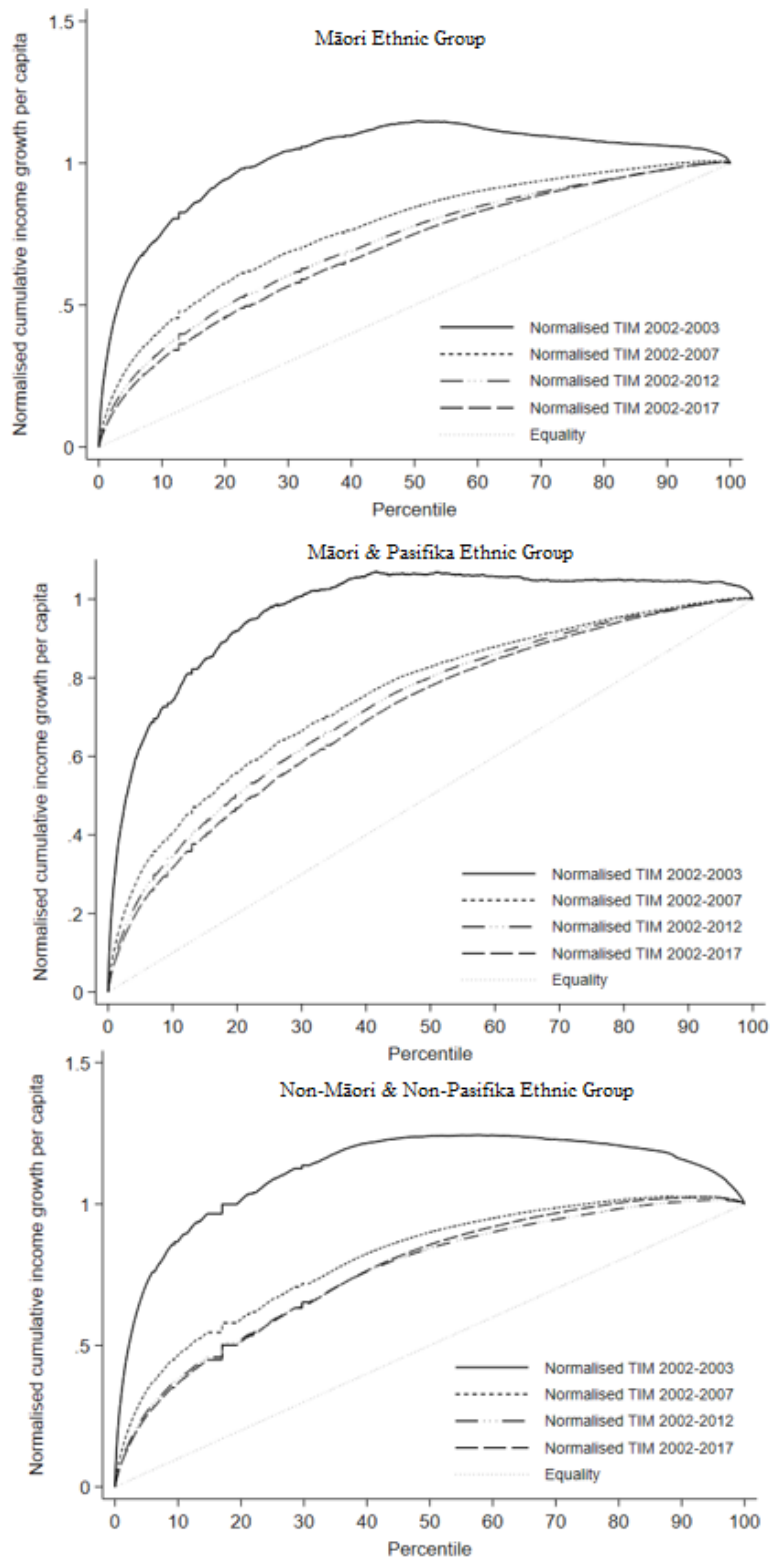 Māori Ethnic Group
Normalised cumulative income growth per capita
1.5
1
.5
0
Normalised TIM 2002-2003
Normalised TIM 2002-2007
Normalised TIM 2002-2012
Normalised TIM 2002-2017
Equality
0 10 20 30 40 50 60 70 80 90 100
Percentile
Māori & Pasifika Ethnic Group
Normalised cumulative income growth per capita
1
.8
.6
.4
.2
0
Normalised TIM 2002-2003
Normalised TIM 2002-2007
Normalised TIM 2002-2012
Normalised TIM 2002-2017
Equality
0 10 20 30 40 50 60 70 80 90 100
Percentile
Non-Māori & Non-Pasifika Ethnic Group
Normalised cumulative income growth per capita
1.5
1
.5
0
Normalised TIM 2002-2003
Normalised TIM 2002-2007
Normalised TIM 2002-2012
Normalised TIM 2002-2017
Equality
0 10 20 30 40 50 60 70 80 90 100
Percentile